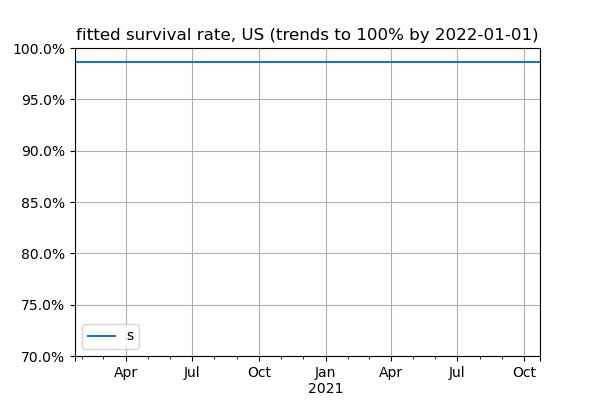 fitted survival rate, US (trends to 100% by 2022-01-01)
100.0%
95.0%
90.0%
85.0%
80.0%
75.0%
70.0%
s
Apr Jul Oct Jan Apr Jul Oct
2021